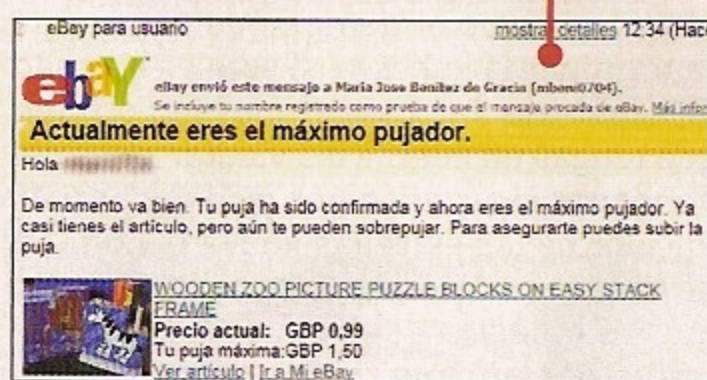 eBay para usuario mostrar detalles 12:34 (Hace
ebay
eBay envió este mensaje a Maria Jose Benitez de Gracia (mbeni0704).
Se incluye tu nombre registrado como prueba de que el mensaje procede de eBay. Más infor
Actualmente eres el máximo pujador.
Hola
De momento va bien. Tu puja ha sido confirmada y ahora eres el máximo pujador. Ya
casi tienes el artículo, pero aún te pueden sobrepujar. Para asegurarte puedes subir la
puja.
WOODEN ZOO PICTURE PUZZLE BLOCKS ON EASY STACK
FRAME
Precio actual: GBP 0,99
Tu puja máxima:GBP 1,50
Ver artículo | Ir a Mi eBay